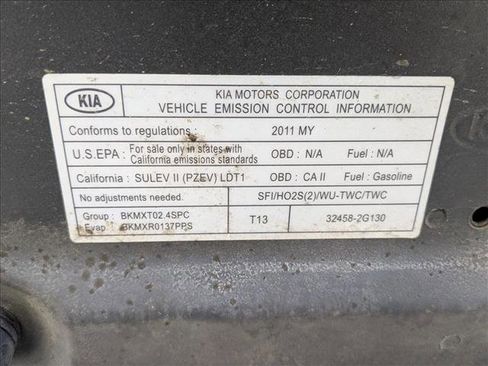 KIA
KIA MOTORS CORPORATION
VEHICLE EMISSION CONTROL INFORMATION
Conforms to regulations : 2011 MY
U.S.EPA : For sale only in states with California emissions standards OBD : N/A Fuel : N/A
California : SULEV II (PZEV) LDT1 OBD : CA II Fuel : Gasoline
No adjustments needed. SFI/HO2S(2)/WU-TWC/TWC
Group : BKMXT02.4SPC T13 32458-2G130
Evap : BKMXR0137PPS